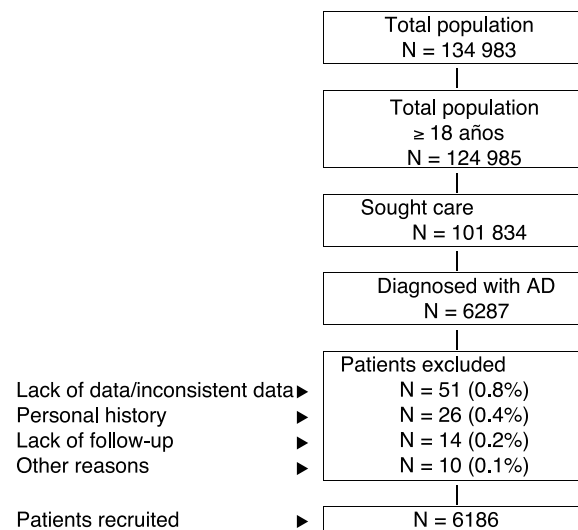 Total population
N = 134 983
Total population
≥ 18 años
N = 124 985
Sought care
N = 101 834
Diagnosed with AD
N = 6287
Patients excluded
Lack of data/inconsistent data▶ N = 51 (0.8%)
Personal history ▶ N = 26 (0.4%)
Lack of follow-up ▶ N = 14 (0.2%)
Other reasons ▶ N = 10 (0.1%)
Patients recruited ▶ N = 6186